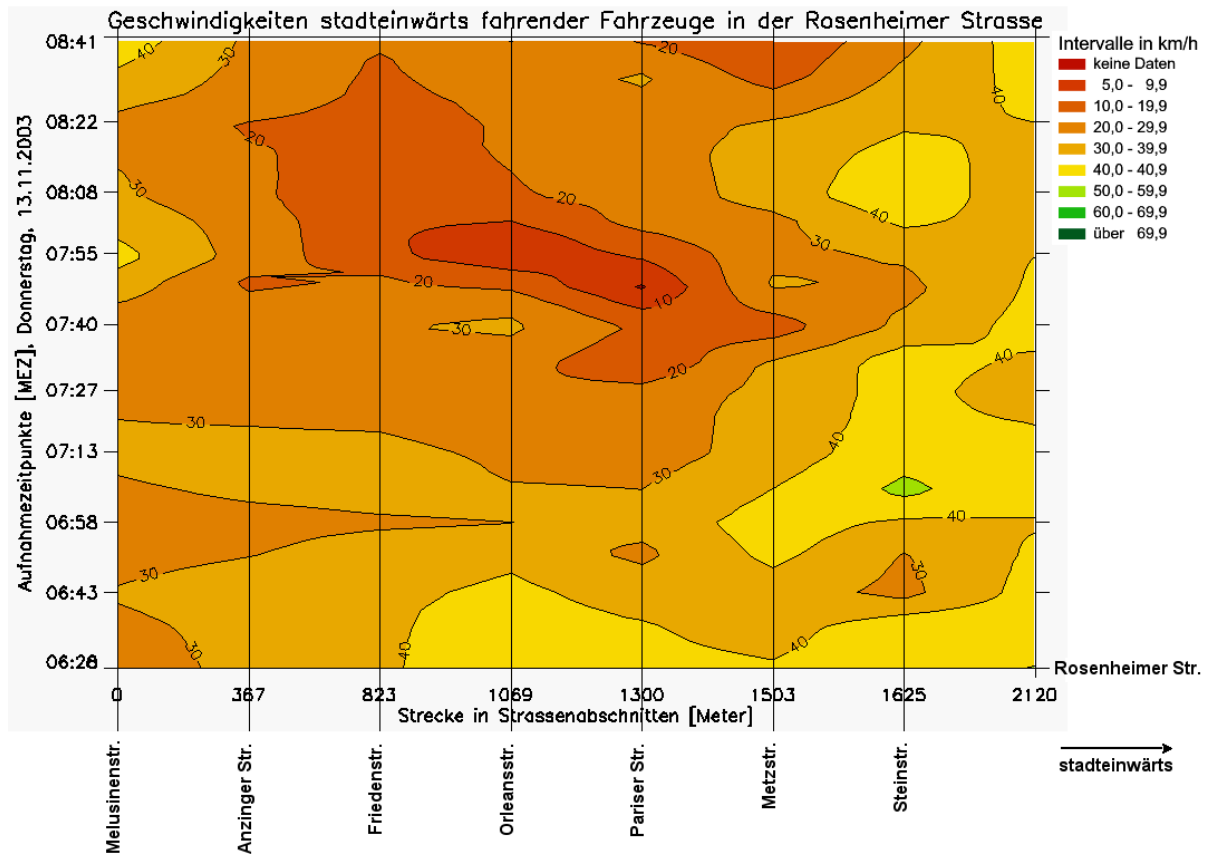 Geschwindigkeiten stadteinwärts fahrender Fahrzeuge in der Rosenheimer Strasse
Intervalle in km/h
keine Daten
5,0 - 9,9
10,0 - 19,9
20,0 - 29,9
30,0 - 39,9
40,0 - 40,9
50,0 - 59,9
60,0 - 69,9
über 69,9
Aufnahmezeitpunkte [MEZ], Donnerstag, 13.11.2003
08:41
08:22
08:08
07:55
07:40
07:27
07:13
06:58
06:43
06:28
40
30
20
30
40
20
30
20
40
30
20
10
30
40
20
30
40
30
40
30
30
30
40
40
Rosenheimer Str.
0
367
823
1069
1300
1503
1625
2120
Strecke in Strassenabschnitten [Meter]
Melusinenstr.
Anzinger Str.
Friedenstr.
Orleansstr.
Pariser Str.
Metzstr.
Steinstr.
stadteinwärts